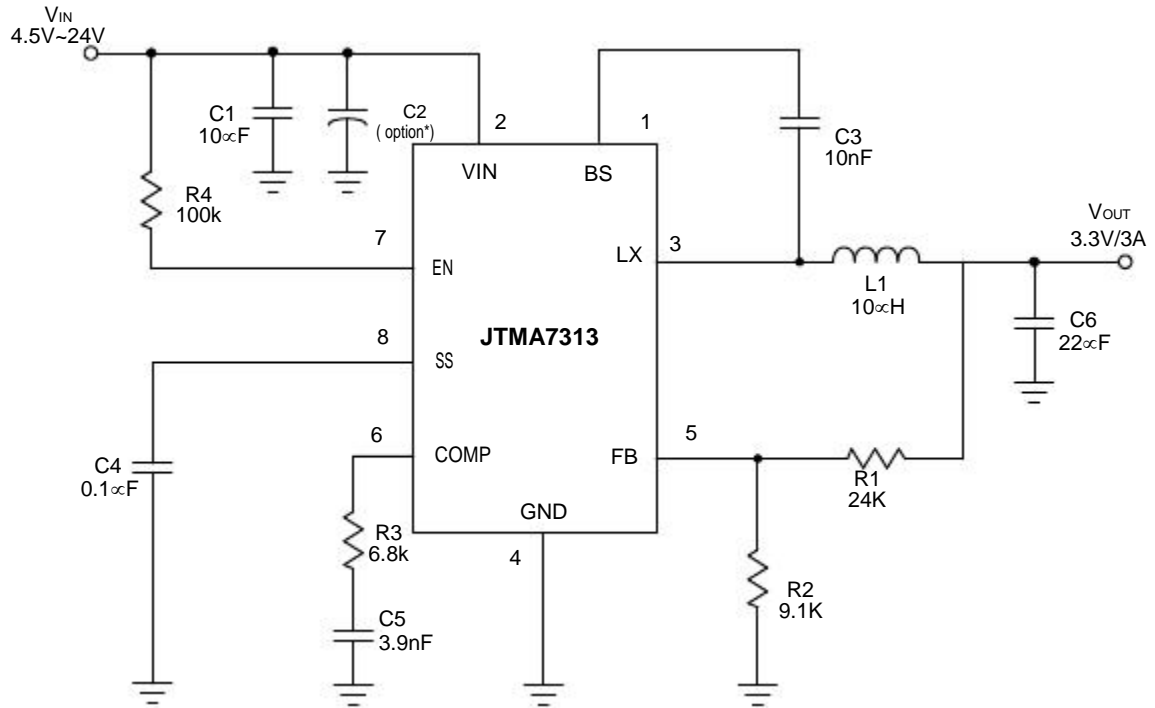 VIN
4.5V~24V
C1
10∝F
C2
( option*)
2
1
C3
10nF
VIN
BS
R4
100k
7
EN
LX
3
VOUT
3.3V/3A
L1
10∝H
C6
22∝F
JTMA7313
8
SS
6
COMP
FB
5
C4
0.1∝F
R1
24K
GND
4
R3
6.8k
R2
9.1K
C5
3.9nF